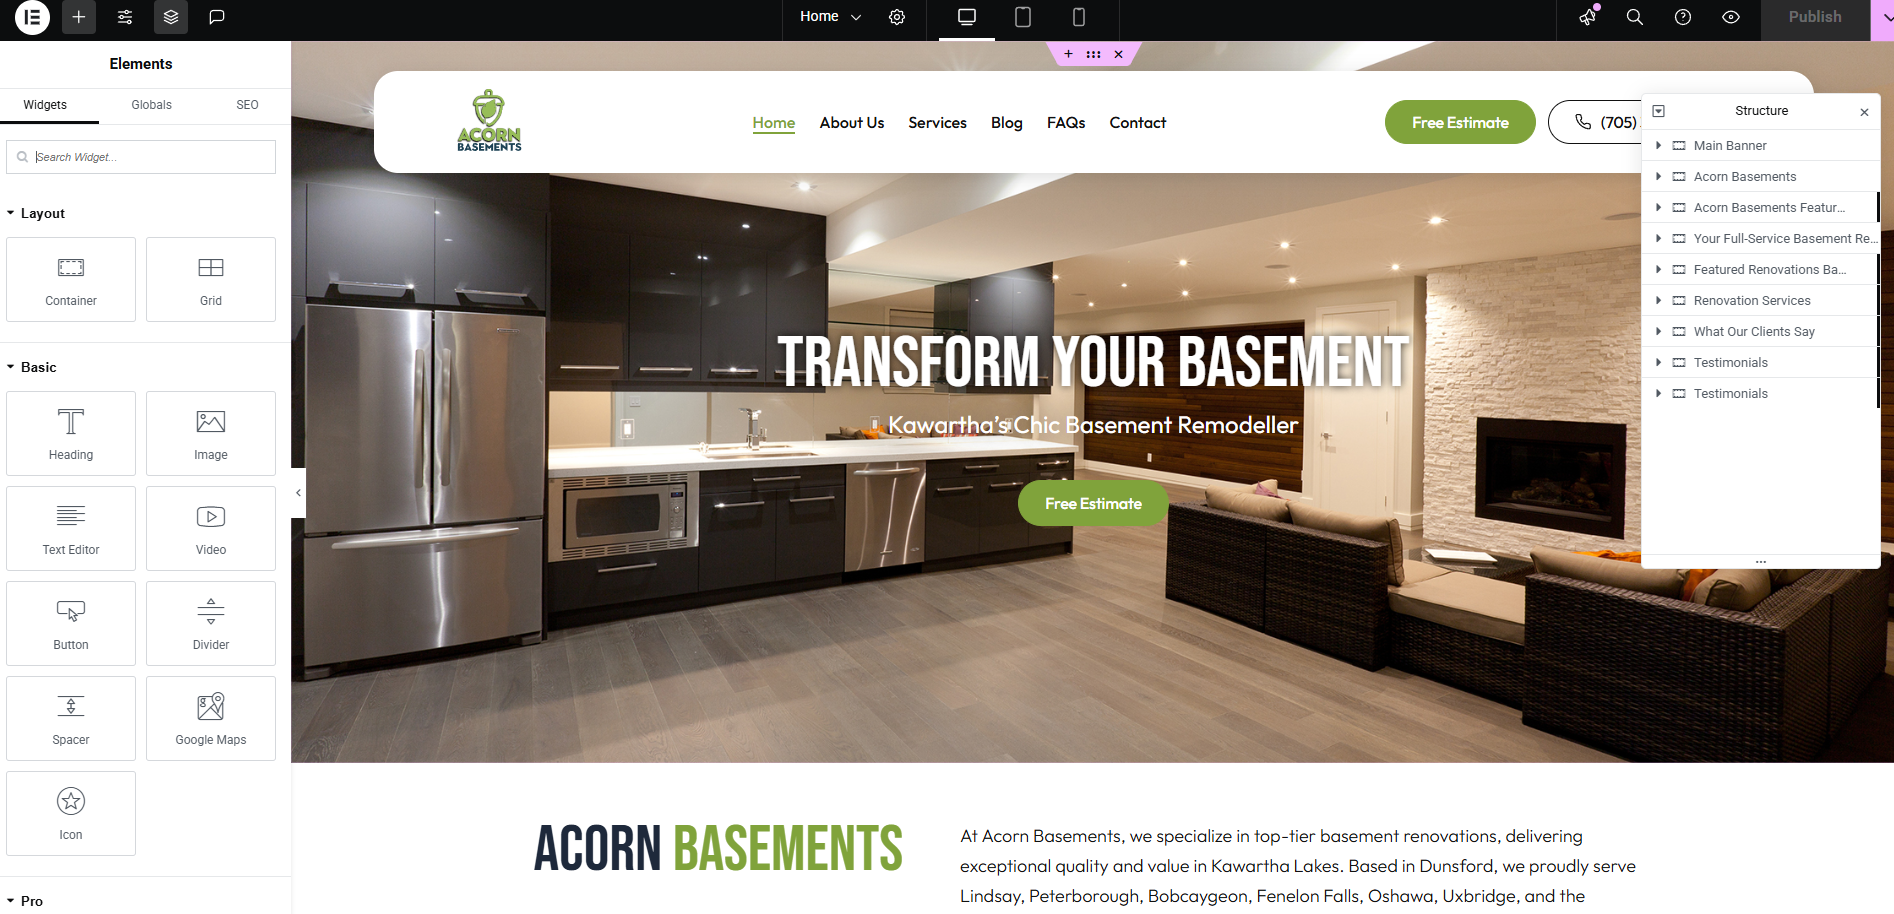 Home
Publish
Elements
Widgets
Globals
SEO
Search Widget...
Layout
Container
Grid
Basic
Heading
Image
Text Editor
Video
Button
Divider
Spacer
Google Maps
Icon
Pro
ACORN
BASEMENTS
Home
About Us
Services
Blog
FAQs
Contact
Free Estimate
(705)
TRANSFORM YOUR BASEMENT
Kawartha's Chic Basement Remodeller
Free Estimate
ACORN BASEMENTS
At Acorn Basements, we specialize in top-tier basement renovations, delivering
exceptional quality and value in Kawartha Lakes. Based in Dunsford, we proudly serve
Lindsay, Peterborough, Bobcaygeon, Fenelon Falls, Oshawa, Uxbridge, and the
Structure
Main Banner
Acorn Basements
Acorn Basements Featur...
Your Full-Service Basement Re...
Featured Renovations Ba...
Renovation Services
What Our Clients Say
Testimonials
Testimonials